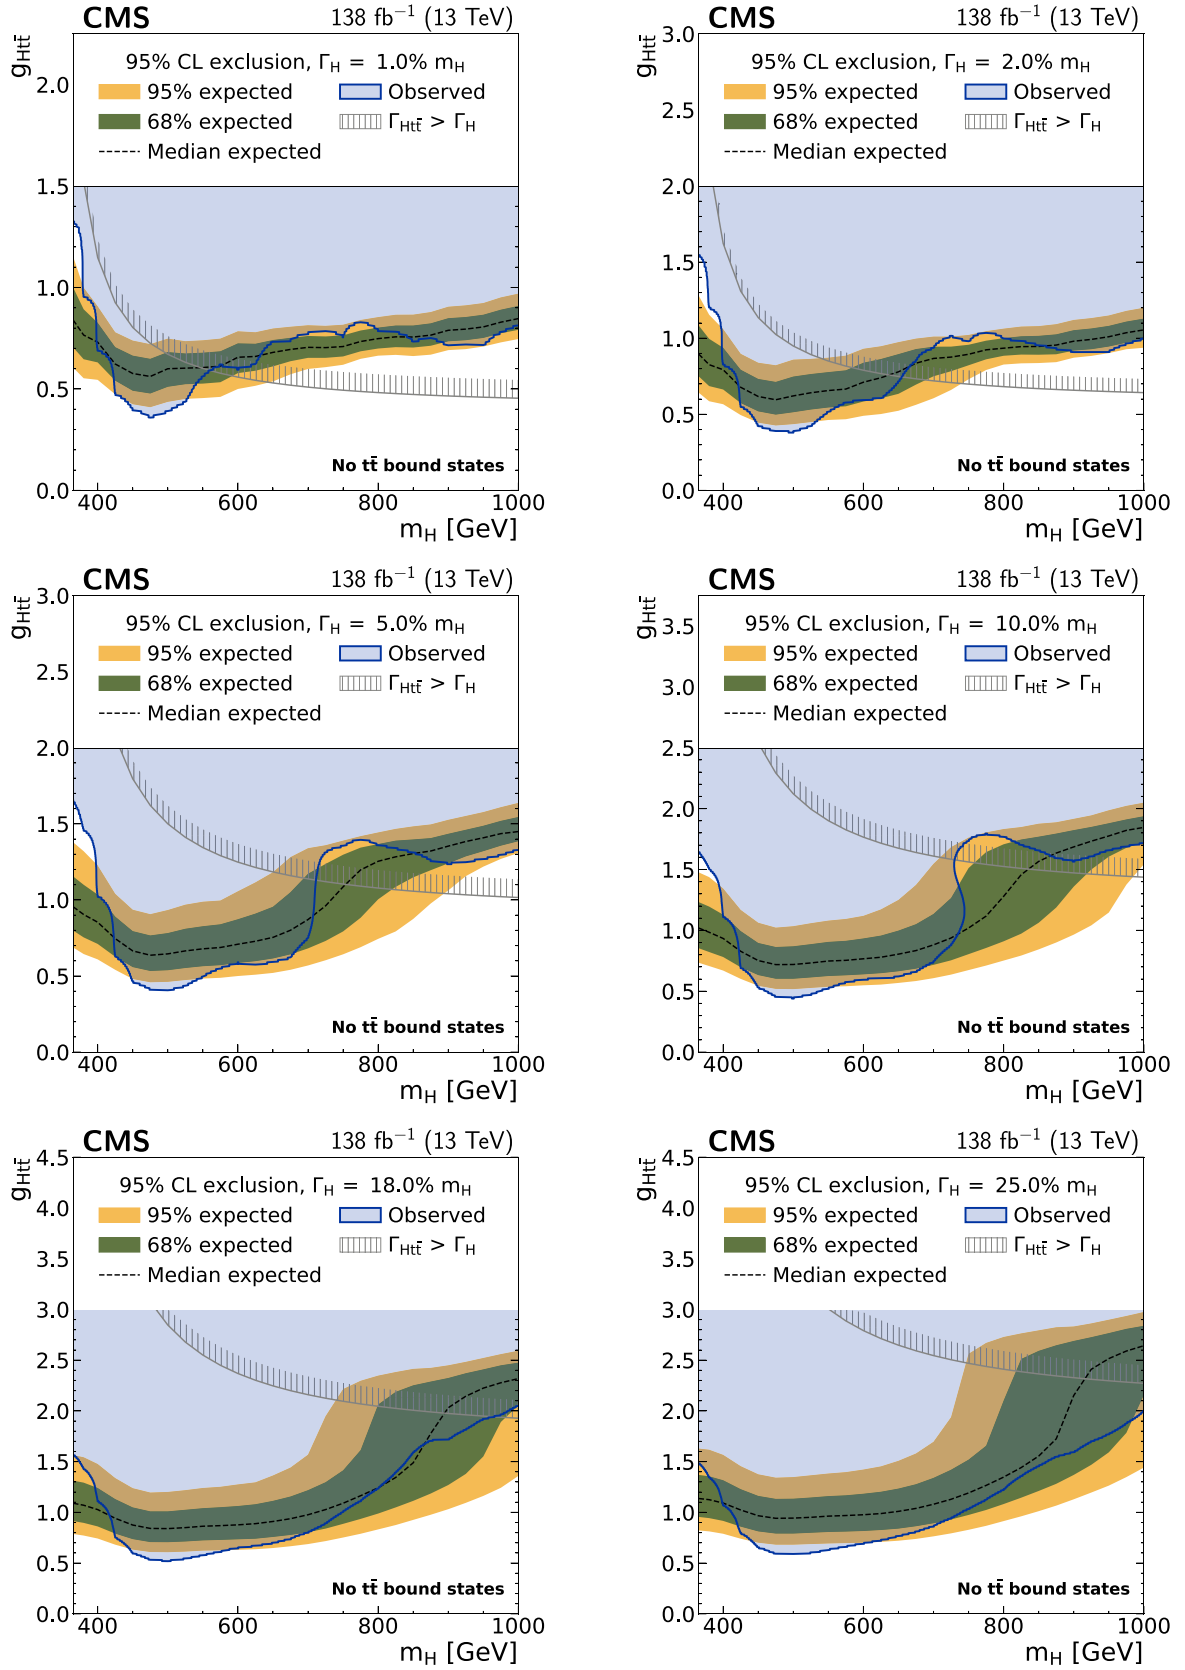 CMS 138 fb⁻¹ (13 TeV)
g_Htt̄
95% CL exclusion, Γ_H = 1.0% m_H
95% expected Observed
68% expected Γ_Htt̄ > Γ_H
Median expected
2.0
1.5
1.0
0.5
0.0
No tt̄ bound states
400 600 800 1000
m_H [GeV]
CMS 138 fb⁻¹ (13 TeV)
g_Htt̄
95% CL exclusion, Γ_H = 2.0% m_H
95% expected Observed
68% expected Γ_Htt̄ > Γ_H
Median expected
3.0
2.5
2.0
1.5
1.0
0.5
0.0
No tt̄ bound states
400 600 800 1000
m_H [GeV]
CMS 138 fb⁻¹ (13 TeV)
g_Htt̄
95% CL exclusion, Γ_H = 5.0% m_H
95% expected Observed
68% expected Γ_Htt̄ > Γ_H
Median expected
3.0
2.5
2.0
1.5
1.0
0.5
0.0
No tt̄ bound states
400 600 800 1000
m_H [GeV]
CMS 138 fb⁻¹ (13 TeV)
g_Htt̄
95% CL exclusion, Γ_H = 10.0% m_H
95% expected Observed
68% expected Γ_Htt̄ > Γ_H
Median expected
3.5
3.0
2.5
2.0
1.5
1.0
0.5
0.0
No tt̄ bound states
400 600 800 1000
m_H [GeV]
CMS 138 fb⁻¹ (13 TeV)
g_Htt̄
95% CL exclusion, Γ_H = 18.0% m_H
95% expected Observed
68% expected Γ_Htt̄ > Γ_H
Median expected
4.5
4.0
3.5
3.0
2.5
2.0
1.5
1.0
0.5
0.0
No tt̄ bound states
400 600 800 1000
m_H [GeV]
CMS 138 fb⁻¹ (13 TeV)
g_Htt̄
95% CL exclusion, Γ_H = 25.0% m_H
95% expected Observed
68% expected Γ_Htt̄ > Γ_H
Median expected
4.5
4.0
3.5
3.0
2.5
2.0
1.5
1.0
0.5
0.0
No tt̄ bound states
400 600 800 1000
m_H [GeV]